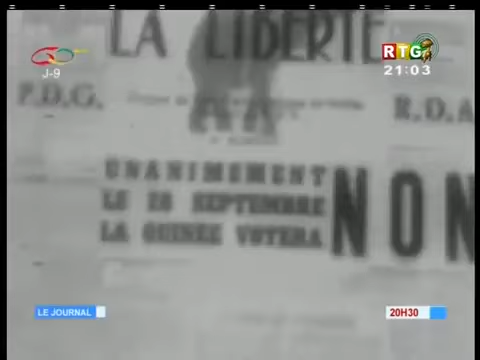 LA LIBERTE
RTG
J-9
21:03
P.D.G.
R.D.A
UNANIMEMENT
LE 28 SEPTEMBRE
LA GUINEE VOTERA
NON
LE JOURNAL
20H30